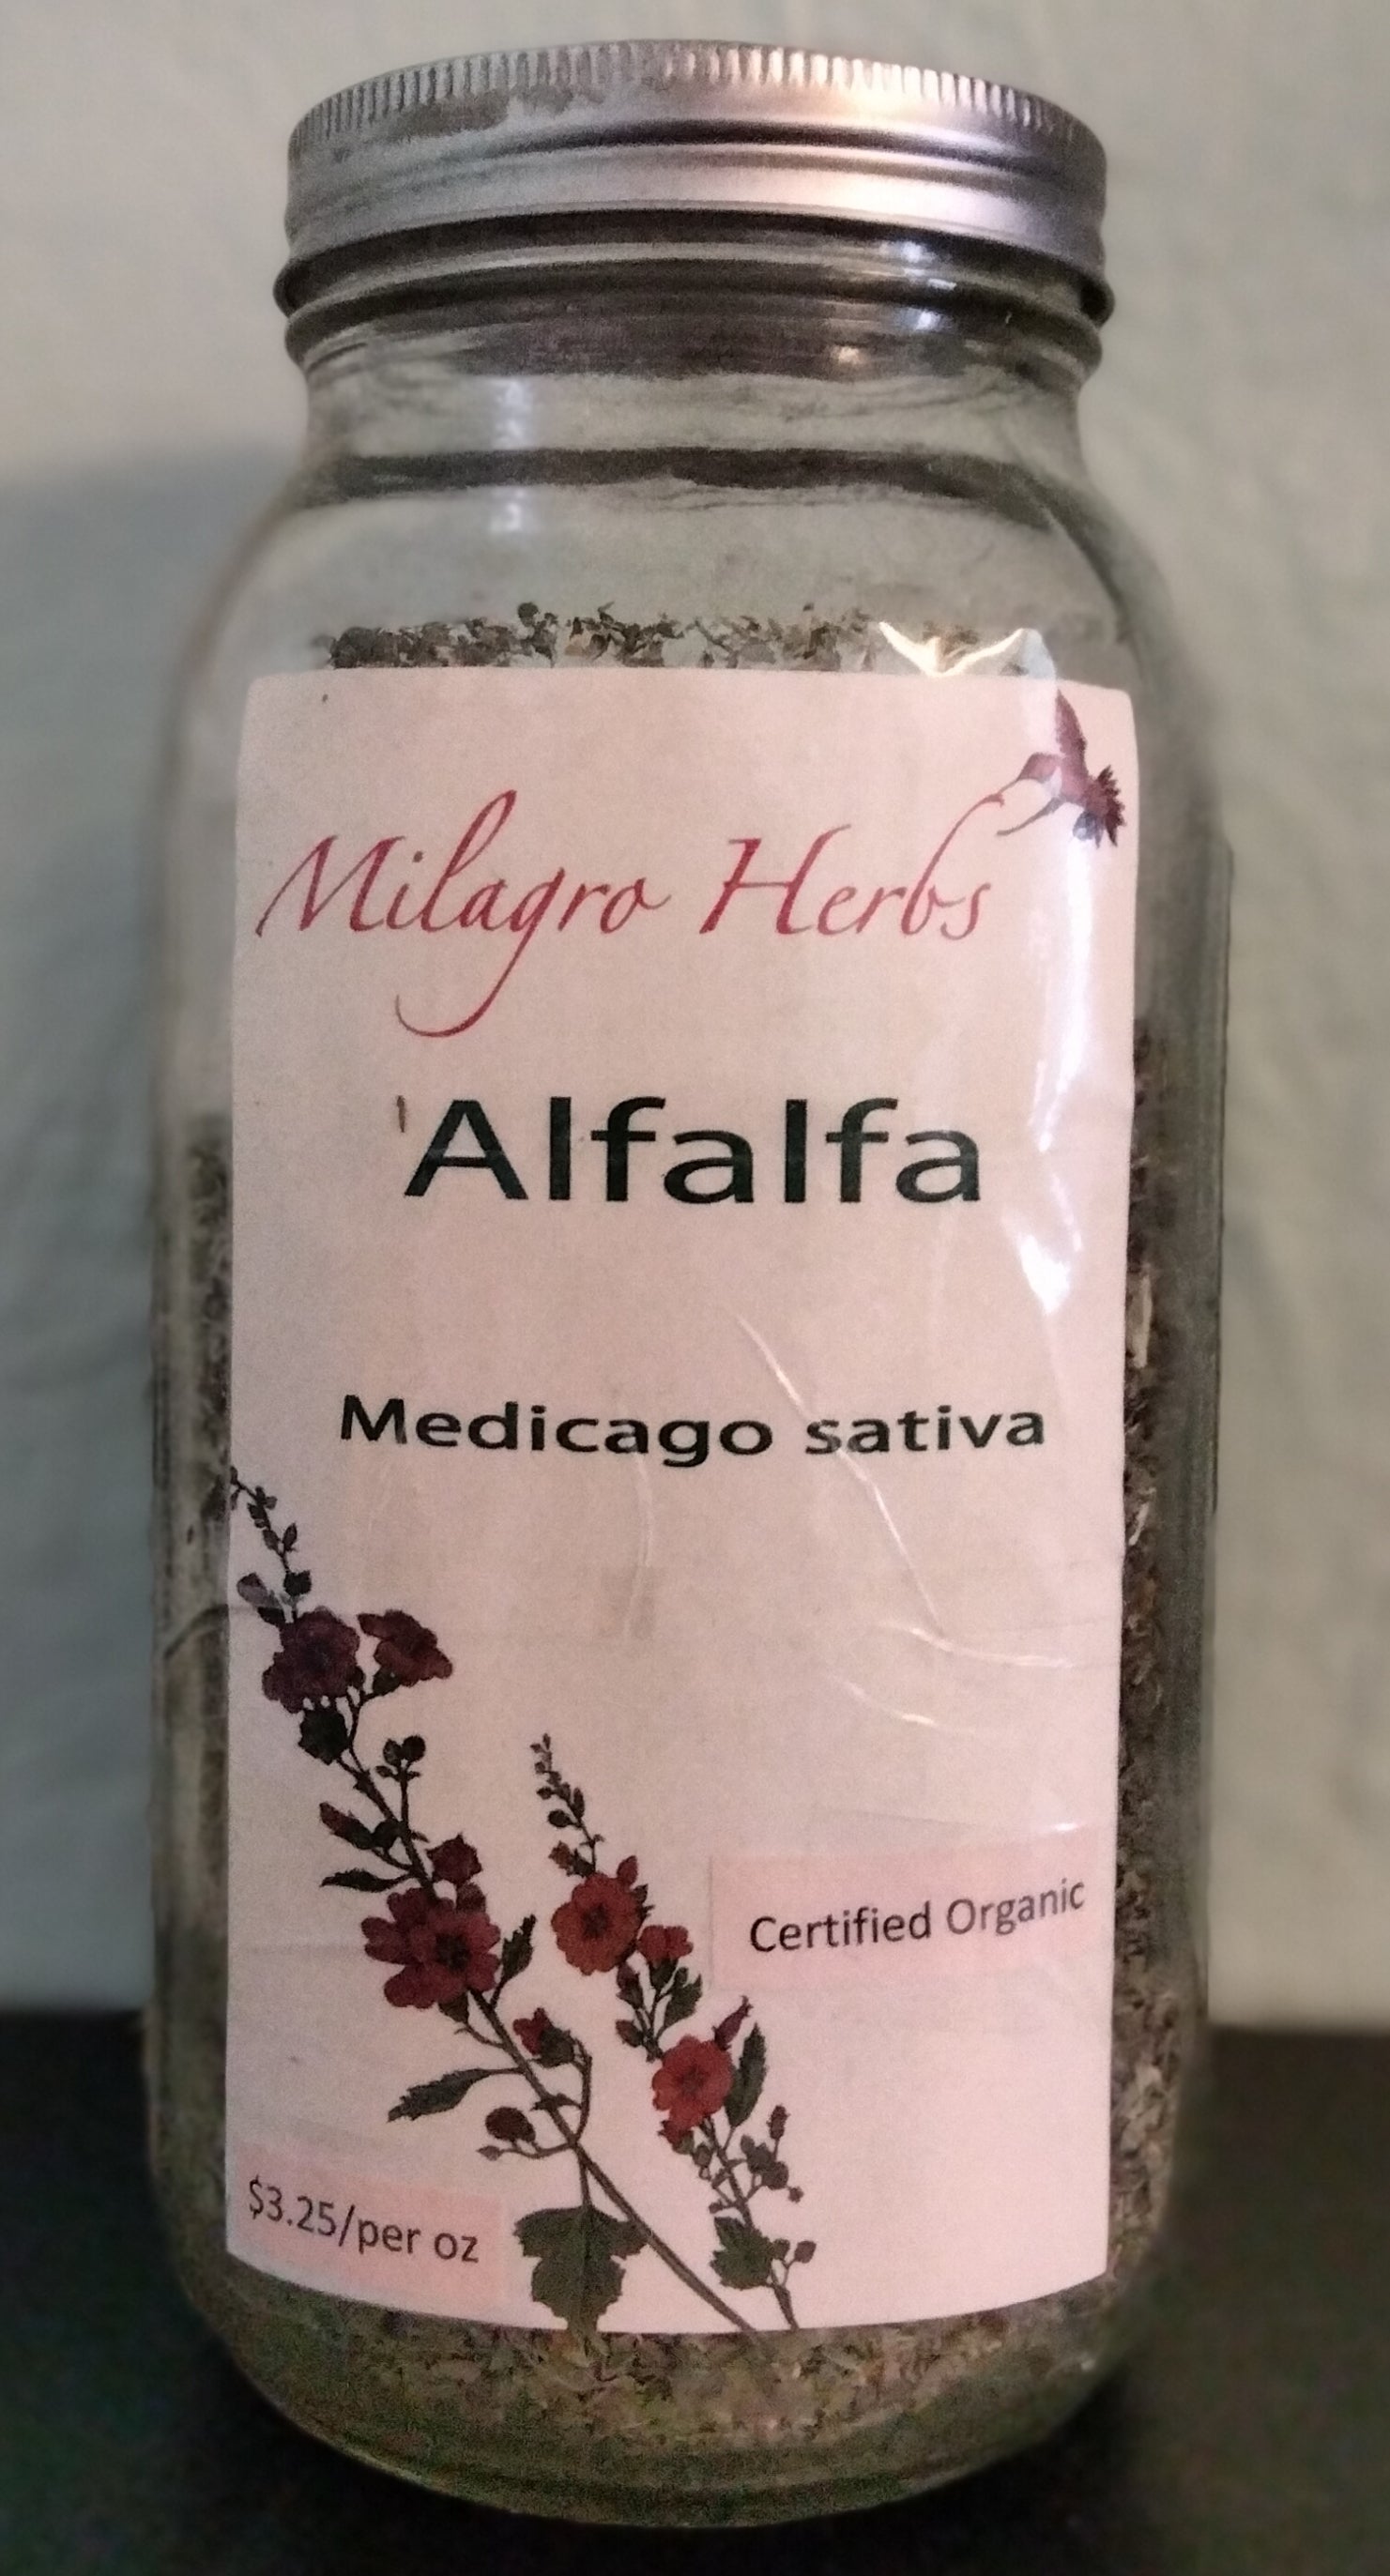 Milagro Herbs
Alfalfa
Medicago sativa
Certified Organic
$3.25/per oz